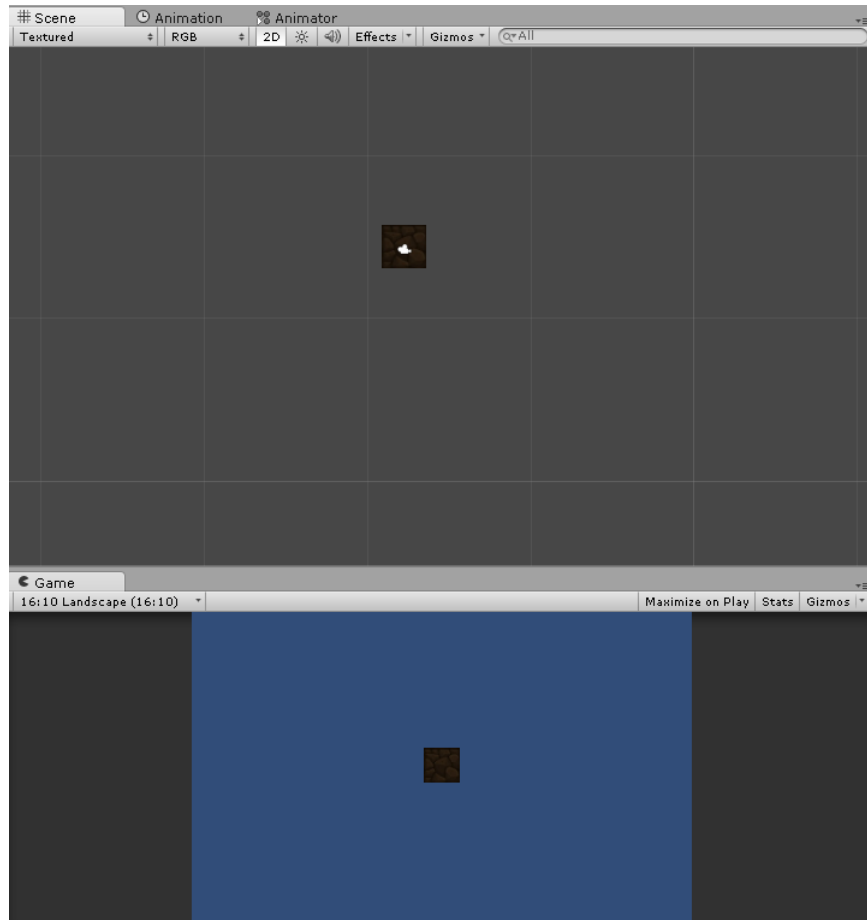 Scene Animation Animator
Textured RGB 2D Effects Gizmos All
Game
16:10 Landscape (16:10) Maximize on Play Stats Gizmos